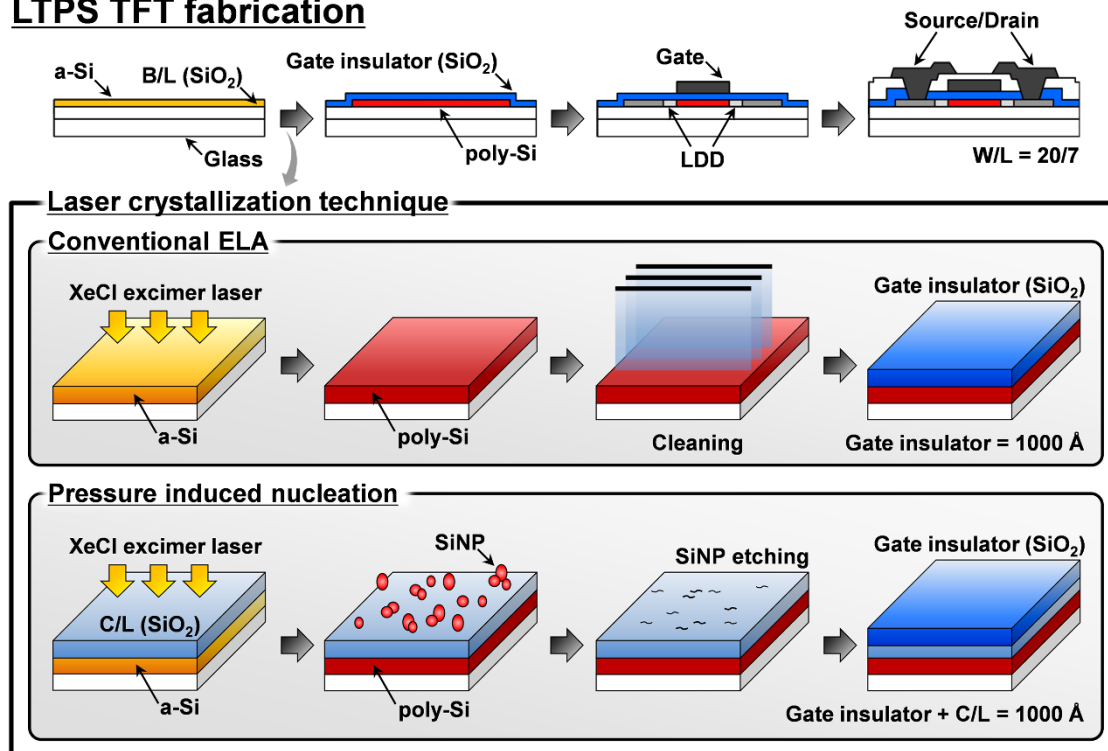 LTPS TFT fabrication
a-Si
B/L (SiO₂)
Glass
Gate insulator (SiO₂)
poly-Si
Gate
LDD
Source/Drain
W/L = 20/7
Laser crystallization technique
Conventional ELA
XeCl excimer laser
a-Si
poly-Si
Cleaning
Gate insulator (SiO₂)
Gate insulator = 1000 Å
Pressure induced nucleation
XeCl excimer laser
C/L (SiO₂)
a-Si
SiNP
poly-Si
SiNP etching
Gate insulator (SiO₂)
Gate insulator + C/L = 1000 Å